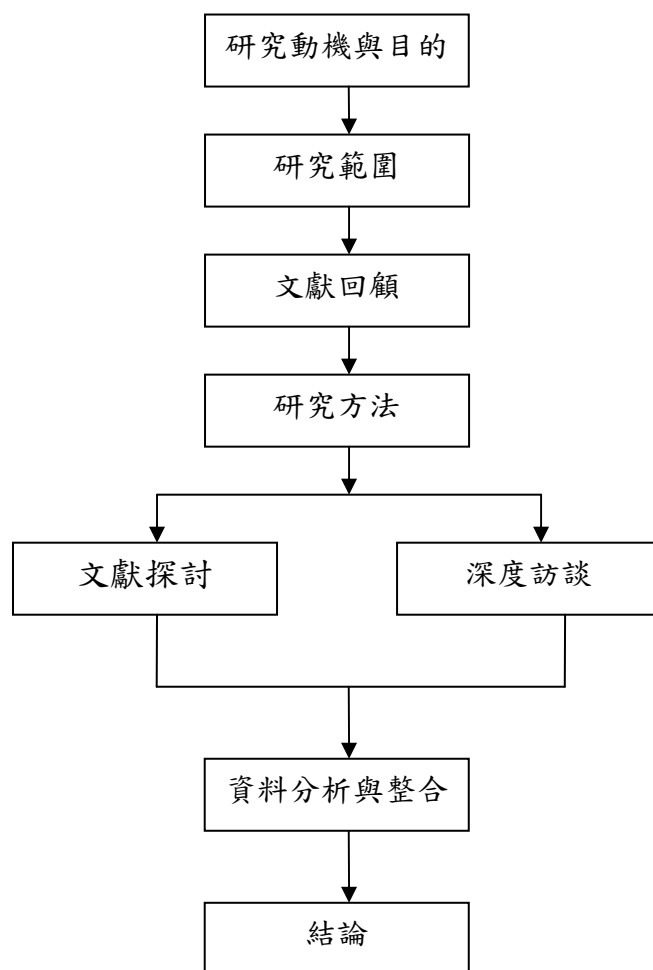 研究動機與目的
研究範圍
文獻回顧
研究方法
文獻探討
深度訪談
資料分析與整合
結論